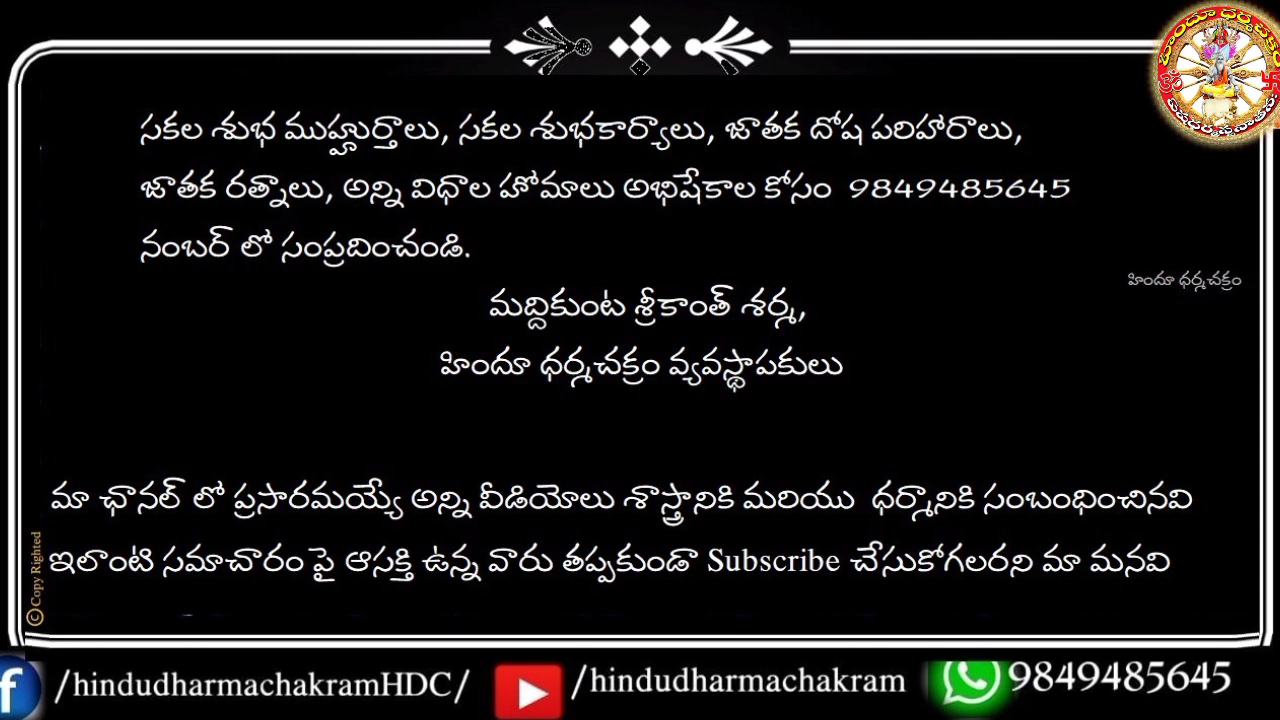 హిందూ ధర్మచక్రం
సకల శుభ ముహ్హుర్తాలు, సకల శుభకార్యాలు, జాతక దోష పరిహారాలు,
జాతక రత్నాలు, అన్ని విధాల హోమాలు అభిషేకాల కోసం 9849485645
నంబర్ లో సంప్రదించండి.
హిందూ ధర్మచక్రం
మద్దికుంట శ్రీకాంత్ శర్మ,
హిందూ ధర్మచక్రం వ్యవస్థాపకులు
మా ఛానల్ లో ప్రసారమయ్యే అన్ని వీడియోలు శాస్త్రానికి మరియు ధర్మానికి సంబంధించినవి
ఇలాంటి సమాచారం పై ఆసక్తి ఉన్న వారు తప్పకుండా Subscribe చేసుకోగలరని మా మనవి
© Copy Righted
/hindudharmachakramHDC/
/hindudharmachakram
9849485645